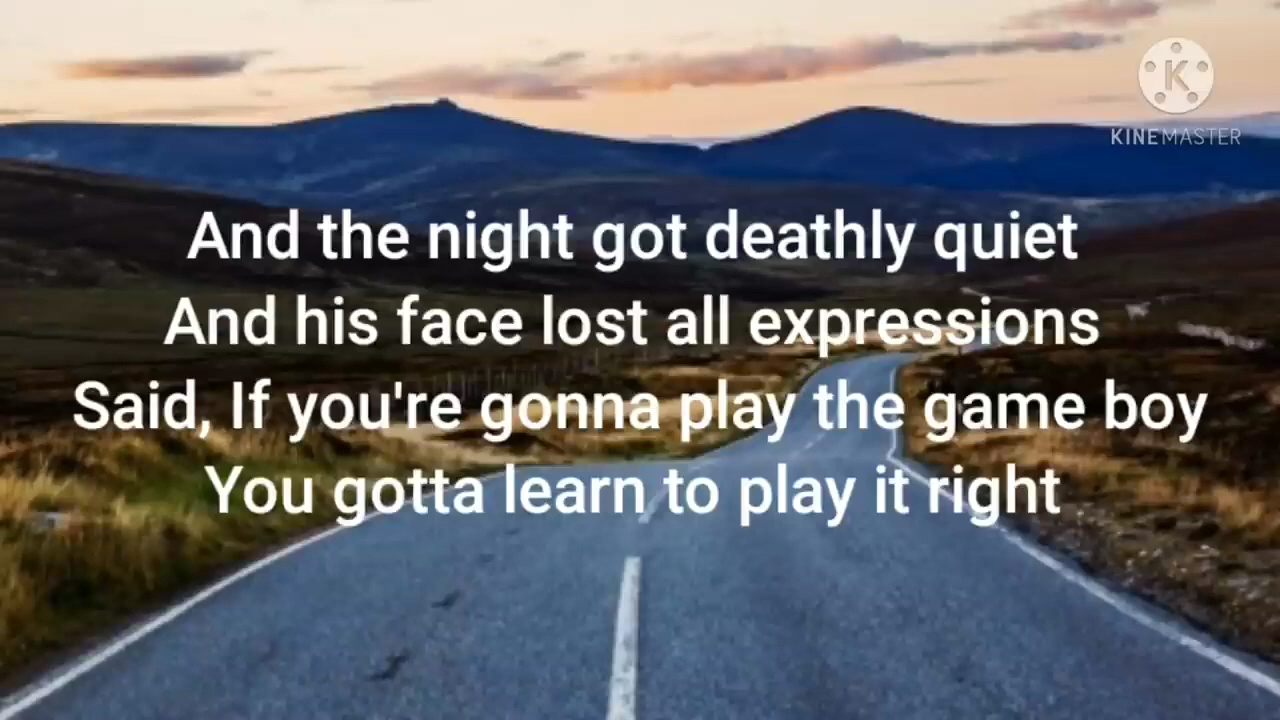 K
KINEMASTER
And the night got deathly quiet
And his face lost all expressions
Said, If you're gonna play the game boy
You gotta learn to play it right